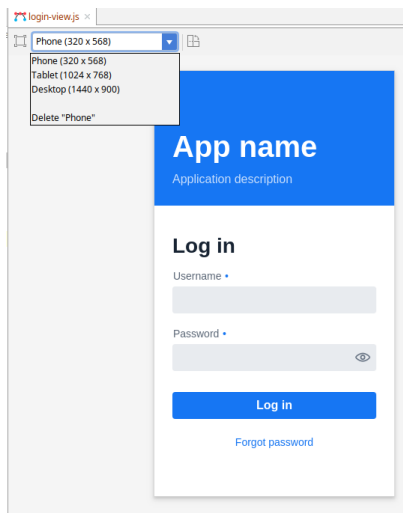 login-view.js
Phone (320 x 568)
Phone (320 x 568)
Tablet (1024 x 768)
Desktop (1440 x 900)
Delete "Phone"
App name
Application description
Log in
Username •
Password •
Log in
Forgot password